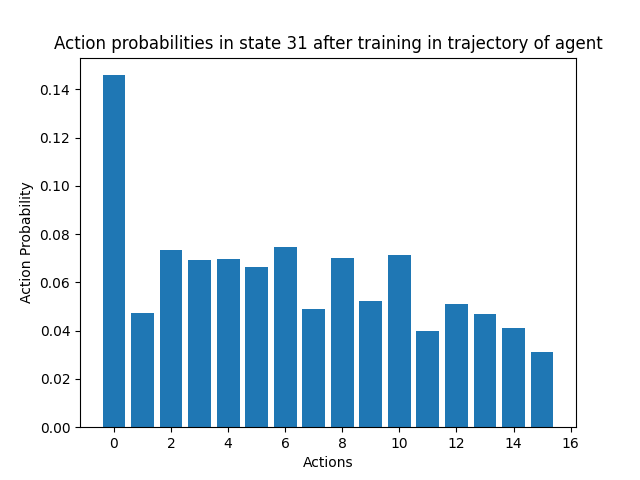 Action probabilities in state 31 after training in trajectory of agent
0.14
0.12
0.10
0.08
0.06
0.04
0.02
0.00
Action Probability
0 2 4 6 8 10 12 14 16
Actions